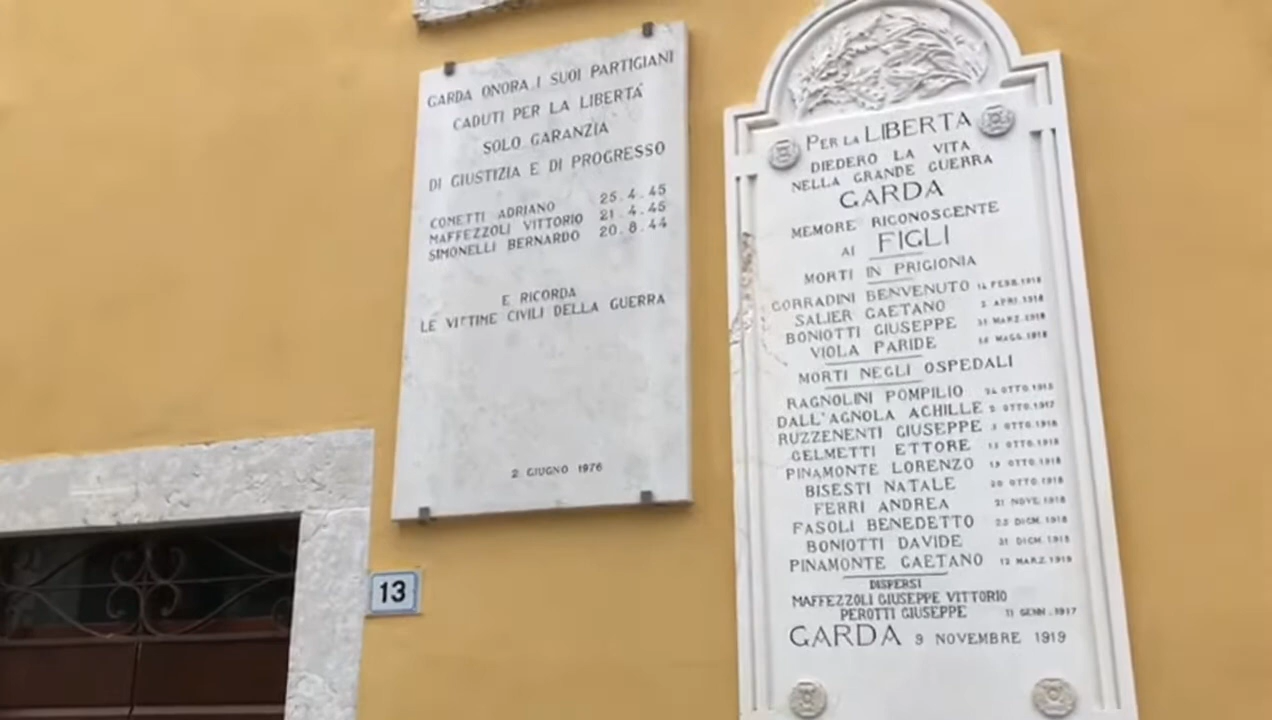 GARDA ONORA I SUOI PARTIGIANI
CADUTI PER LA LIBERTÁ
SOLO GARANZIA
DI GIUSTIZIA E DI PROGRESSO
COMETTI ADRIANO 25.4.45
MAFFEZZOLI VITTORIO 21.4.45
SIMONELLI BERNARDO 20.8.44
E RICORDA
LE VITTIME CIVILI DELLA GUERRA
2 GIUGNO 1976
13
PER LA LIBERTA
DIEDERO LA VITA
NELLA GRANDE GUERRA
GARDA
MEMORE RICONOSCENTE
AI FIGLI
MORTI IN PRIGIONIA
CORRADINI BENVENUTO 14 FEBB.1918
SALIER GAETANO 2 APRI.1918
BONIOTTI GIUSEPPE 31 MARZ.1918
VIOLA PARIDE MAGG.1918
MORTI NEGLI OSPEDALI
RAGNOLINI POMPILIO 24 OTTO.1915
DALL'AGNOLA ACHILLE 2 OTTO.1917
RUZZENENTI GIUSEPPE 3 OTTO.1918
GELMETTI ETTORE 13 OTTO.1918
PINAMONTE LORENZO 19 OTTO.1918
BISESTI NATALE 20 OTTO.1918
FERRI ANDREA 21 NOVE.1918
FASOLI BENEDETTO 25 DICM.1918
BONIOTTI DAVIDE 31 DICM.1918
PINAMONTE GAETANO 12 MARZ.1919
DISPERSI
MAFFEZZOLI GIUSEPPE VITTORIO
PEROTTI GIUSEPPE 11 GENN.1917
GARDA 9 NOVEMBRE 1919